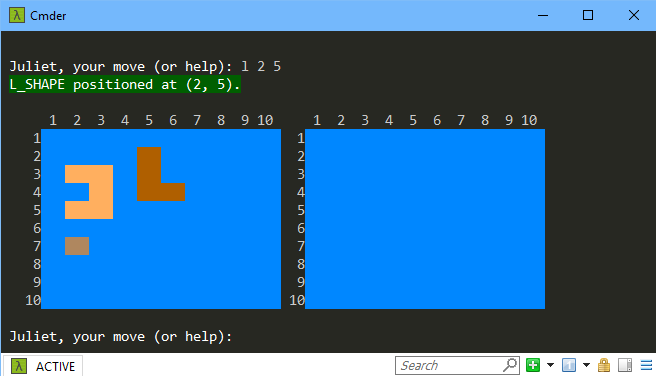 λ Cmder
Juliet, your move (or help): l 2 5
L_SHAPE positioned at (2, 5).
1 2 3 4 5 6 7 8 9 10 1 2 3 4 5 6 7 8 9 10
1 1
2 2
3 3
4 4
5 5
6 6
7 7
8 8
9 9
10 10
Juliet, your move (or help):
λ ACTIVE Search 1